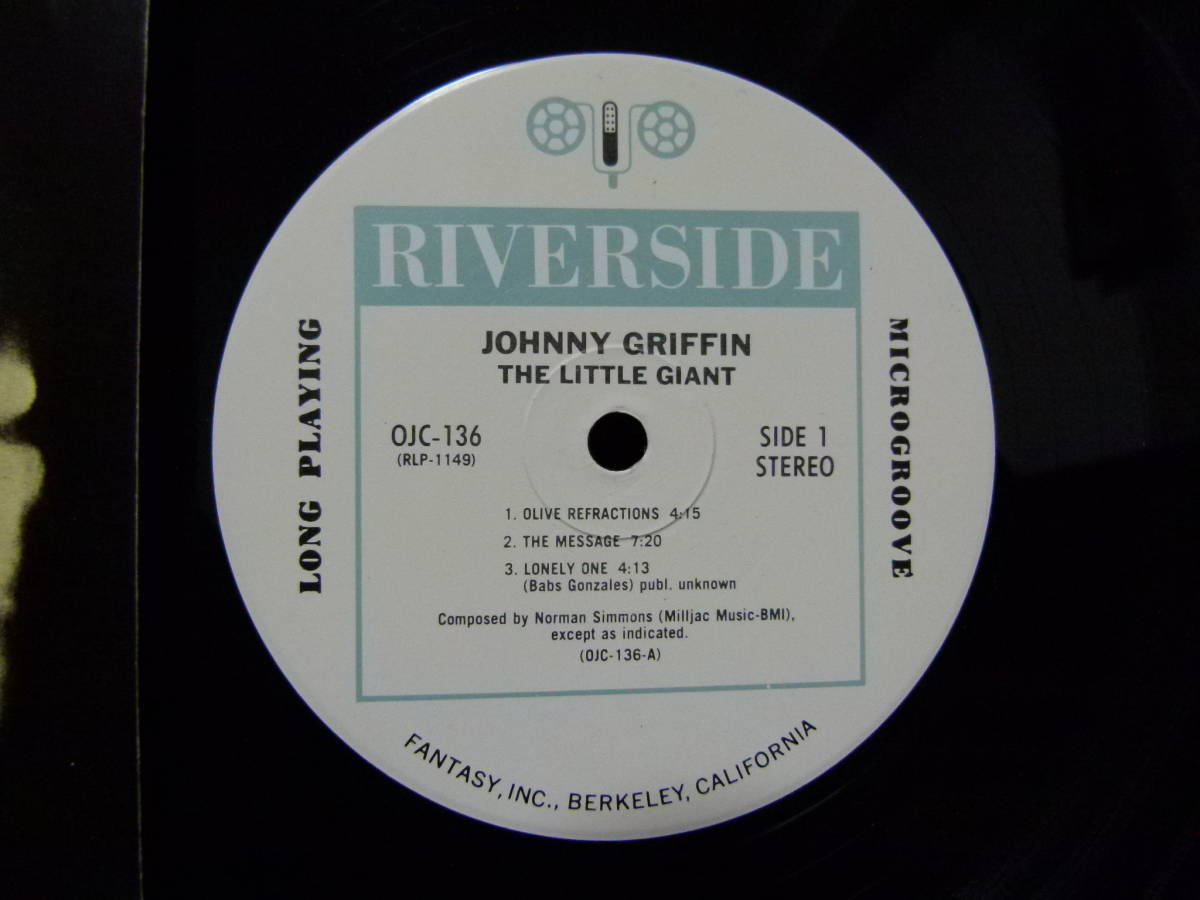 RIVERSIDE
LONG PLAYING
MICROGROOVE
JOHNNY GRIFFIN
THE LITTLE GIANT
OJC-136
(RLP-1149)
SIDE 1
STEREO
1. OLIVE REFRACTIONS 4:15
2. THE MESSAGE 7:20
3. LONELY ONE 4:13
(Babs Gonzales) publ. unknown
Composed by Norman Simmons (Milljac Music-BMI),
except as indicated.
(OJC-136-A)
FANTASY, INC., BERKELEY, CALIFORNIA